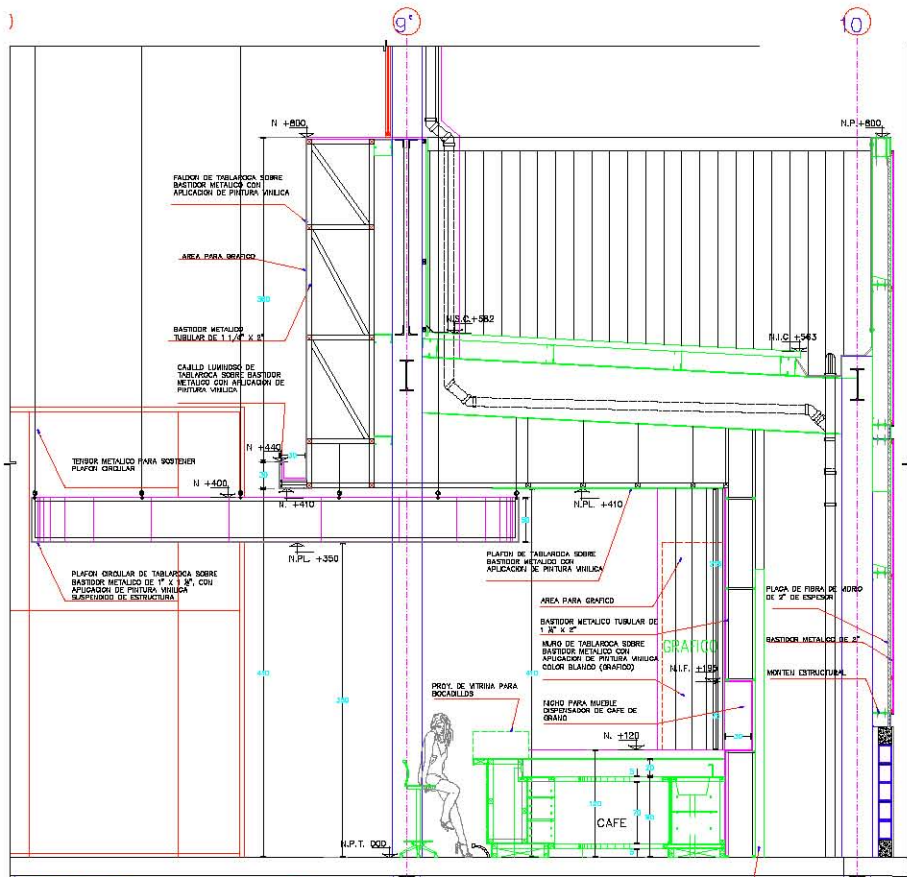 9'
10
N +800
N.P.+800
FALDON DE TABLAROCA SOBRE
BASTIDOR METALICO CON
APLICACION DE PINTURA VINILICA
AREA PARA GRAFICO
300
BASTIDOR METALICO
TUBULAR DE 1 1/4" X 2"
N.S.C.+582
N.I.C +563
CAJILLO LUMINOSO DE
TABLAROCA SOBRE BASTIDOR
METALICO CON APLICACION DE
PINTURA VINILICA
N +440
TENSOR METALICO PARA SOSTENER
PLAFON CIRCULAR
N +400
N. +410
N.PL. +410
N.PL +350
PLAFON DE TABLAROCA SOBRE
BASTIDOR METALICO CON
APLICACION DE PINTURA VINILICA
PLAFON CIRCULAR DE TABLAROCA SOBRE
BASTIDOR METALICO DE 1" X 1 ½", CON
APLICACION DE PINTURA VINILICA
SUSPENDIDO DE ESTRUCTURA
AREA PARA GRAFICO
PLACA DE FIBRA DE VIDRIO
DE 2" DE ESPESOR
BASTIDOR METALICO TUBULAR DE
1 ½" X 2"
MURO DE TABLAROCA SOBRE
BASTIDOR METALICO CON
APLICACION DE PINTURA VINILICA
COLOR BLANCO (GRAFICO)
GRAFICO
BASTIDOR METALICO DE 2"
N.I.F. +195
MONTEN ESTRUCTURAL
PROY. DE VITRINA PARA
BOCADILLOS
NICHO PARA MUEBLE
DISPENSADOR DE CAFE DE
GRANO
N. +120
CAFE
N.P.T. 000